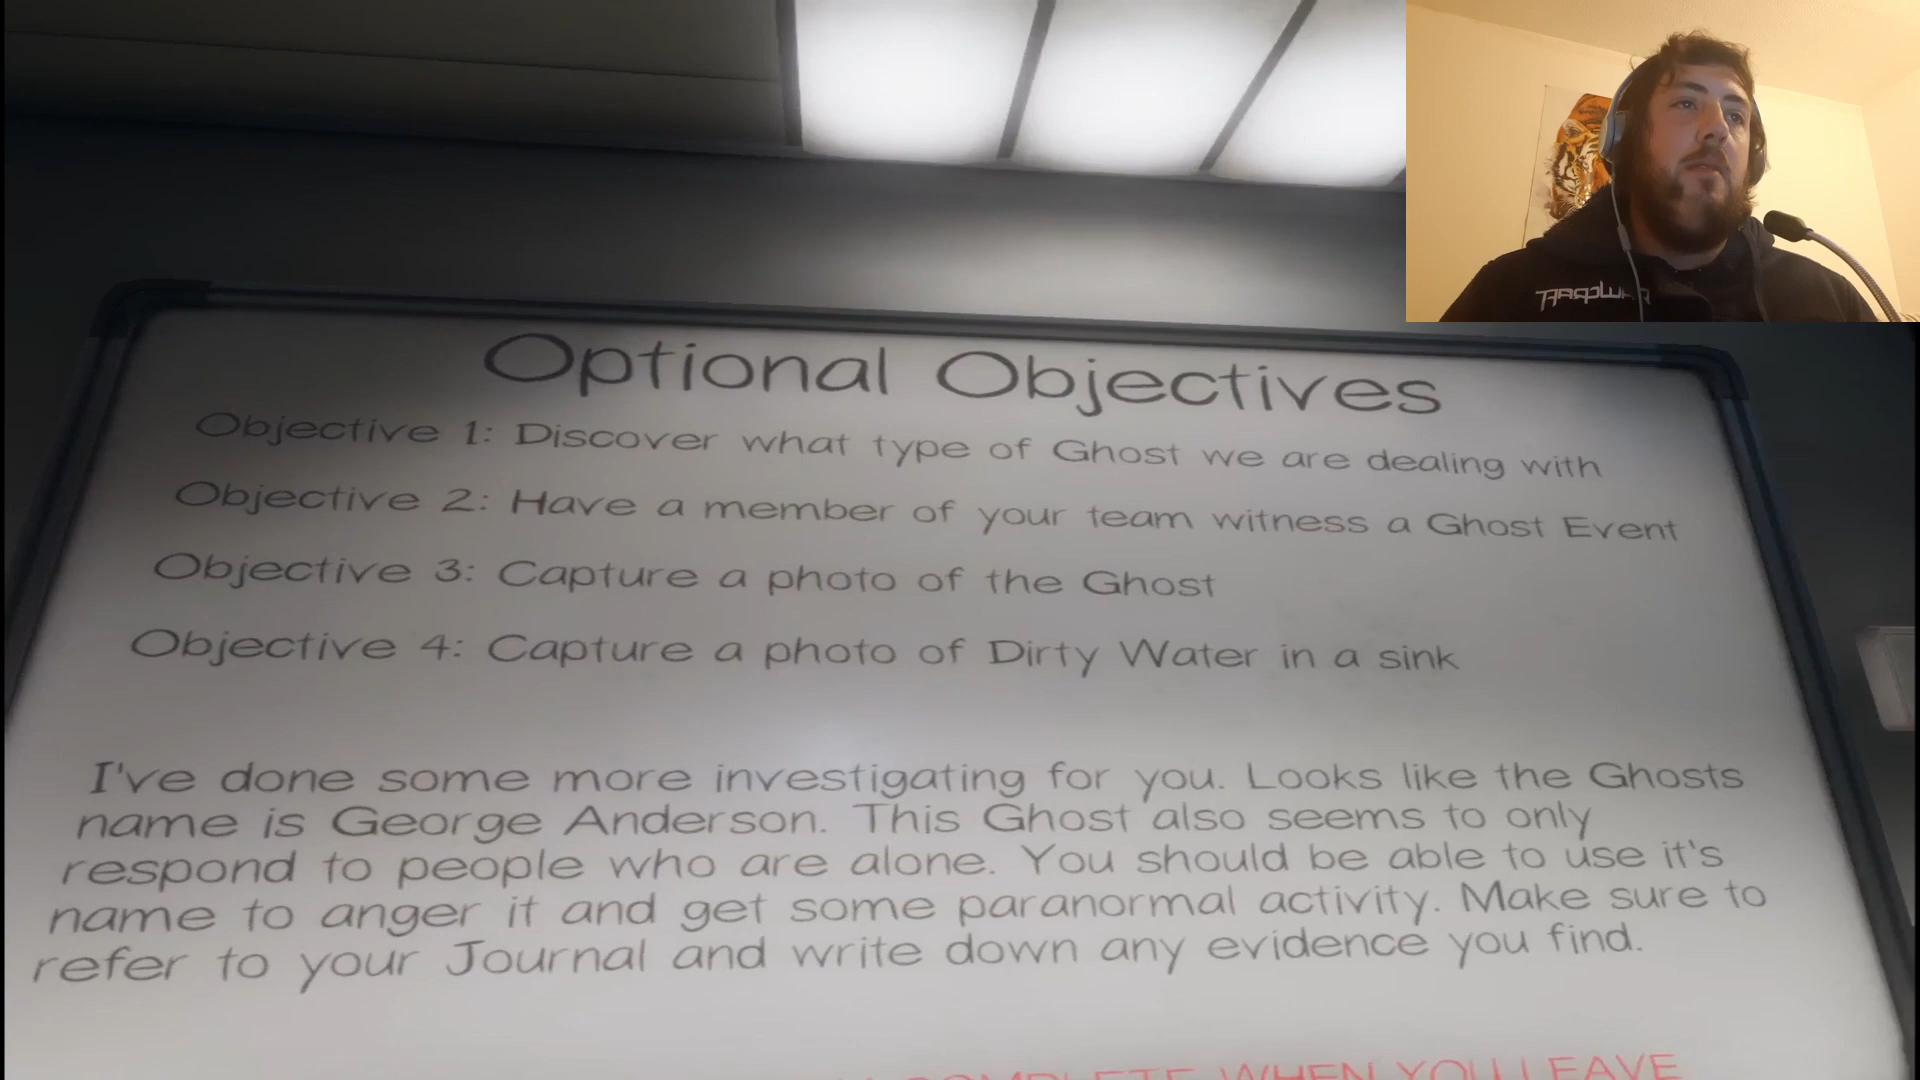 Optional Objectives
Objective 1: Discover what type of Ghost we are dealing with
Objective 2: Have a member of your team witness a Ghost Event
Objective 3: Capture a photo of the Ghost
Objective 4: Capture a photo of Dirty Water in a sink
I've done some more investigating for you. Looks like the Ghosts
name is George Anderson. This Ghost also seems to only
respond to people who are alone. You should be able to use it's
name to anger it and get some paranormal activity. Make sure to
refer to your Journal and write down any evidence you find.
COMPLETE WHEN YOU LEAVE